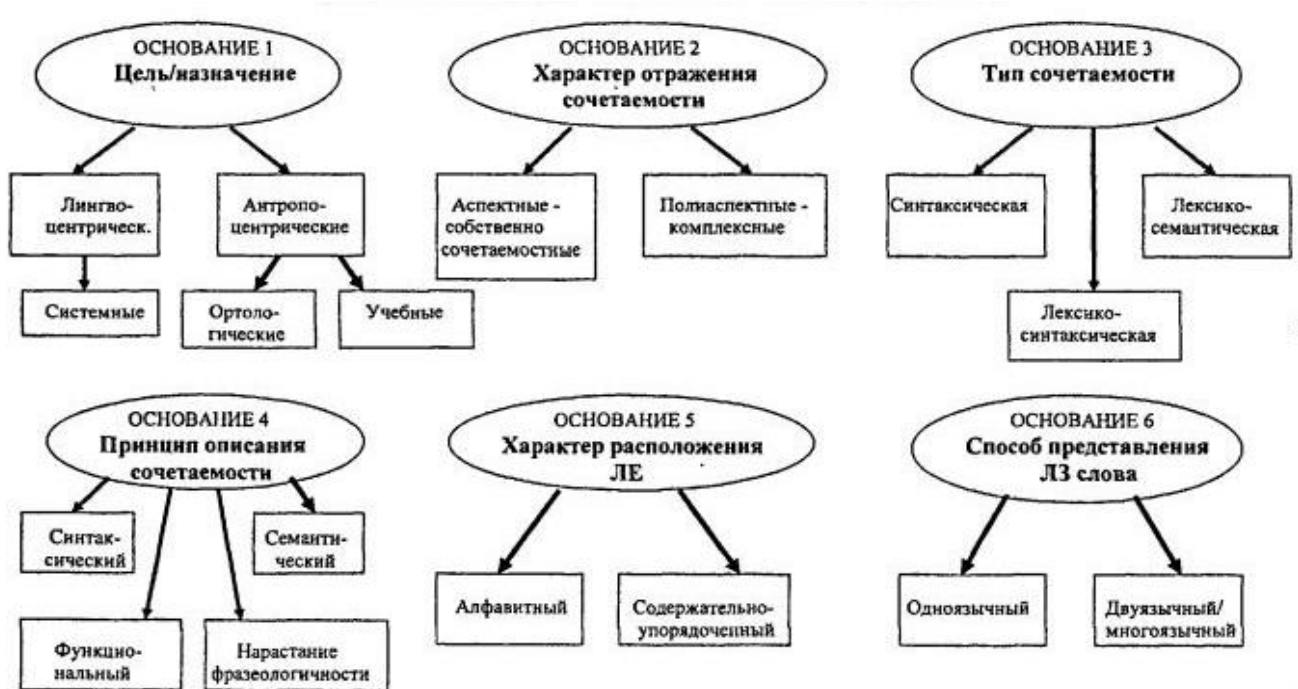 ОСНОВАНИЕ 1
Цель/назначение
Лингво-
центрическ.
Антропо-
центрические
Системные
Ортоло-
гические
Учебные
ОСНОВАНИЕ 2
Характер отражения
сочетаемости
Аспектные -
собственно
сочетаемостные
Полиаспектные -
комплексные
ОСНОВАНИЕ 3
Тип сочетаемости
Синтаксическая
Лексико-
семантическая
Лексико-
синтаксическая
ОСНОВАНИЕ 4
Принцип описания
сочетаемости
Синтак-
сический
Семанти-
ческий
Функцио-
нальный
Нарастание
фразеологичности
ОСНОВАНИЕ 5
Характер расположения
ЛЕ
Алфавитный
Содержательно-
упорядоченный
ОСНОВАНИЕ 6
Способ представления
ЛЗ слова
Одноязычный
Двуязычный/
многоязычный